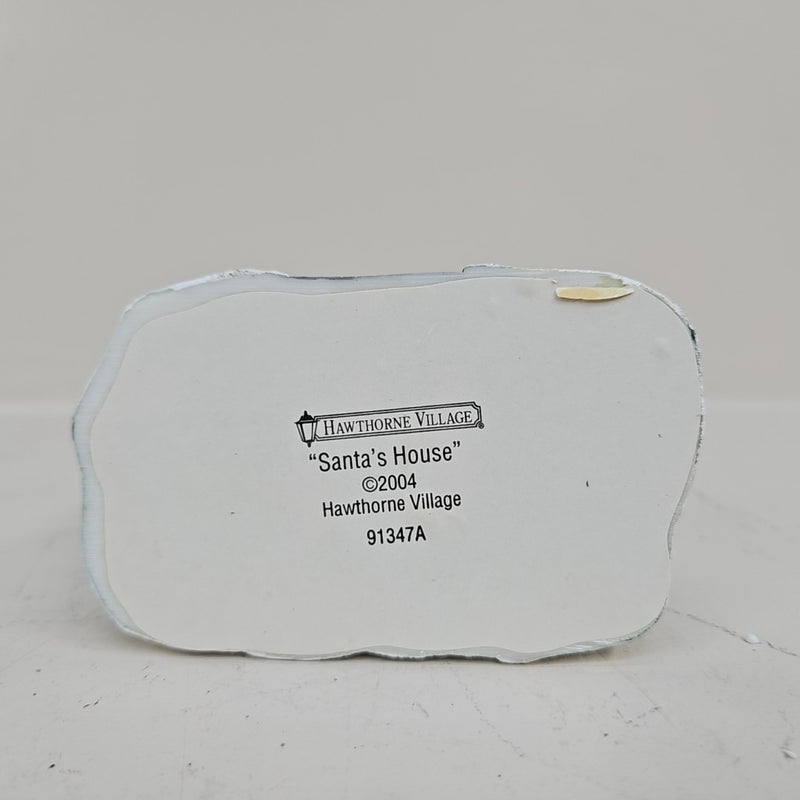 HAWTHORNE VILLAGE®
“Santa's House”
©2004
Hawthorne Village
91347A